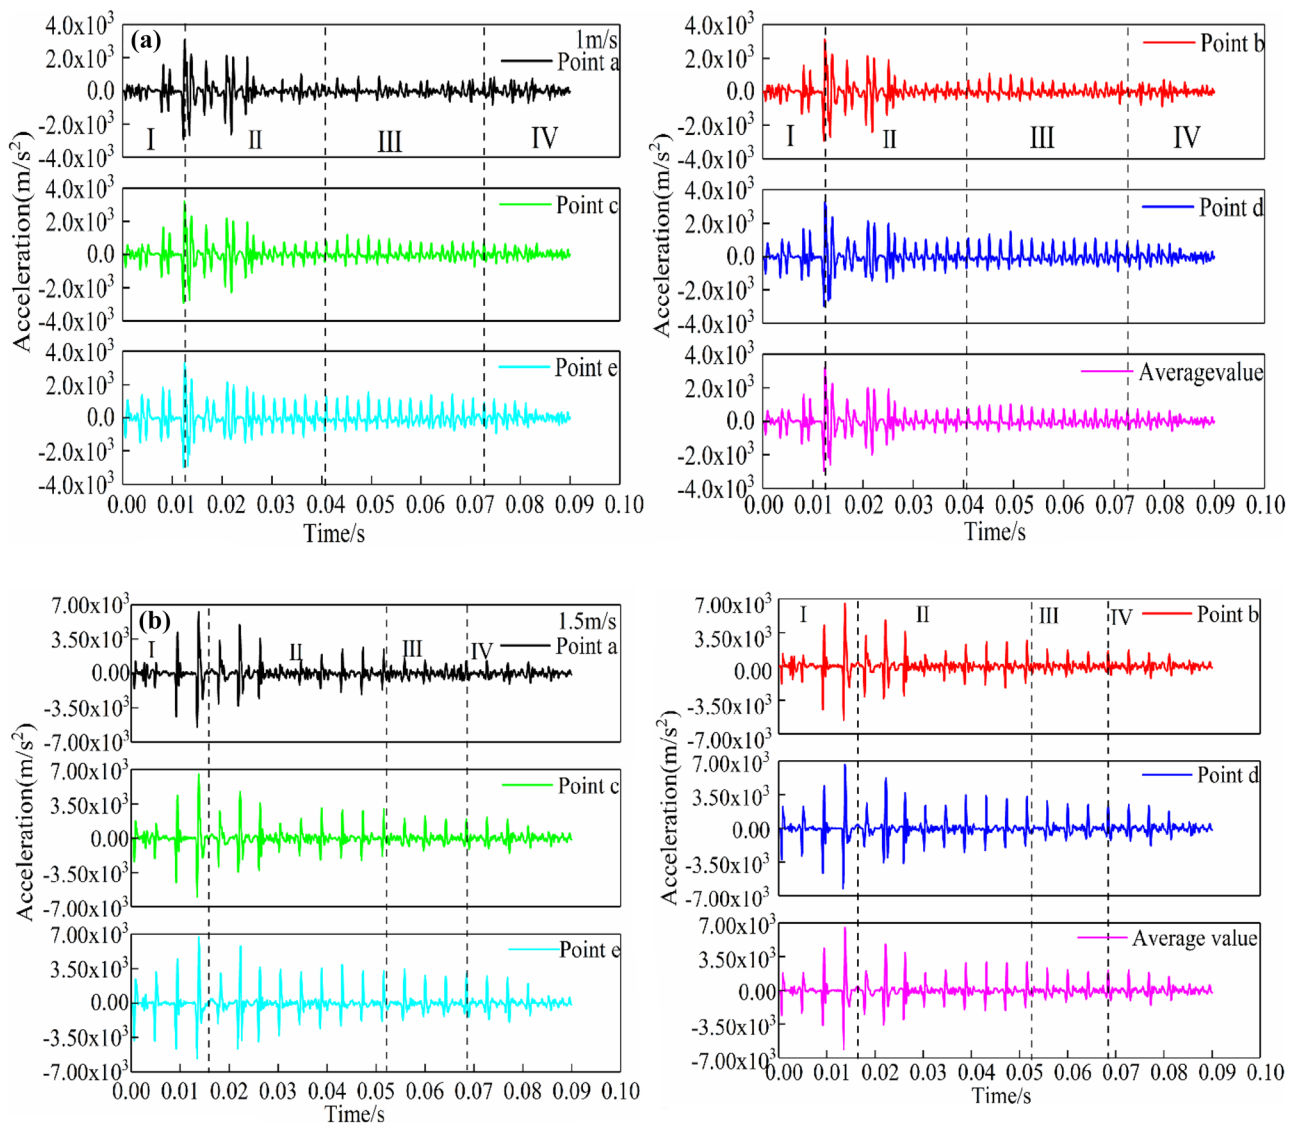 (a)
1m/s
Point a
4.0x10³
2.0x10³
0.0
-2.0x10³
-4.0x10³
I
II
III
IV
Point c
4.0x10³
2.0x10³
0.0
-2.0x10³
-4.0x10³
Point e
4.0x10³
2.0x10³
0.0
-2.0x10³
-4.0x10³
Acceleration(m/s²)
0.00 0.01 0.02 0.03 0.04 0.05 0.06 0.07 0.08 0.09 0.10
Time/s
Point b
4.0x10³
2.0x10³
0.0
-2.0x10³
-4.0x10³
I
II
III
IV
Point d
4.0x10³
2.0x10³
0.0
-2.0x10³
-4.0x10³
Averagevalue
4.0x10³
2.0x10³
0.0
-2.0x10³
-4.0x10³
Acceleration(m/s²)
0.00 0.01 0.02 0.03 0.04 0.05 0.06 0.07 0.08 0.09 0.10
Time/s
(b)
1.5m/s
Point a
7.00x10³
3.50x10³
0.00
-3.50x10³
-7.00x10³
I
II
III
IV
Point c
7.00x10³
3.50x10³
0.00
-3.50x10³
-7.00x10³
Point e
7.00x10³
3.50x10³
0.00
-3.50x10³
-7.00x10³
Acceleration(m/s²)
0.00 0.01 0.02 0.03 0.04 0.05 0.06 0.07 0.08 0.09 0.10
Time/s
Point b
7.00x10³
3.50x10³
0.00
-3.50x10³
-7.00x10³
I
II
III
IV
Point d
7.00x10³
3.50x10³
0.00
-3.50x10³
-7.00x10³
Average value
7.00x10³
3.50x10³
0.00
-3.50x10³
-7.00x10³
Acceleration(m/s²)
0.00 0.01 0.02 0.03 0.04 0.05 0.06 0.07 0.08 0.09 0.10
Time/s